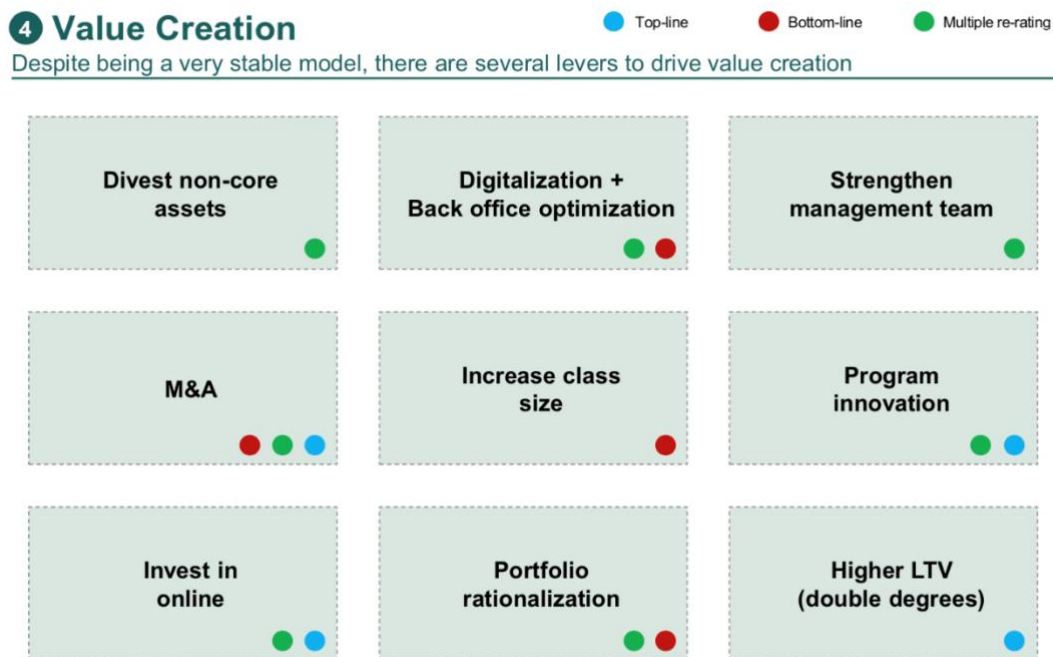 4 Value Creation
Top-line
Bottom-line
Multiple re-rating
Despite being a very stable model, there are several levers to drive value creation
Divest non-core
assets
Digitalization +
Back office optimization
Strengthen
management team
M&A
Increase class
size
Program
innovation
Invest in
online
Portfolio
rationalization
Higher LTV
(double degrees)